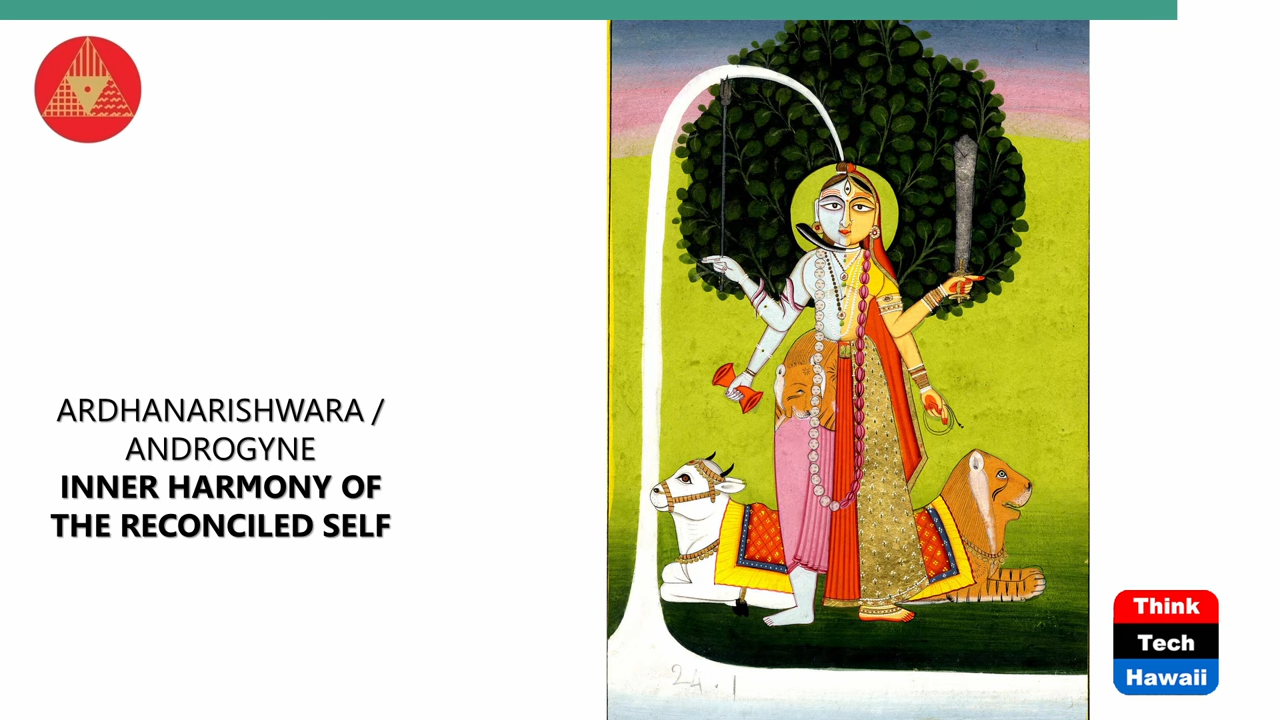 ARDHANARISHWARA /
ANDROGYNE
INNER HARMONY OF
THE RECONCILED SELF
24.1
Think
Tech
Hawaii